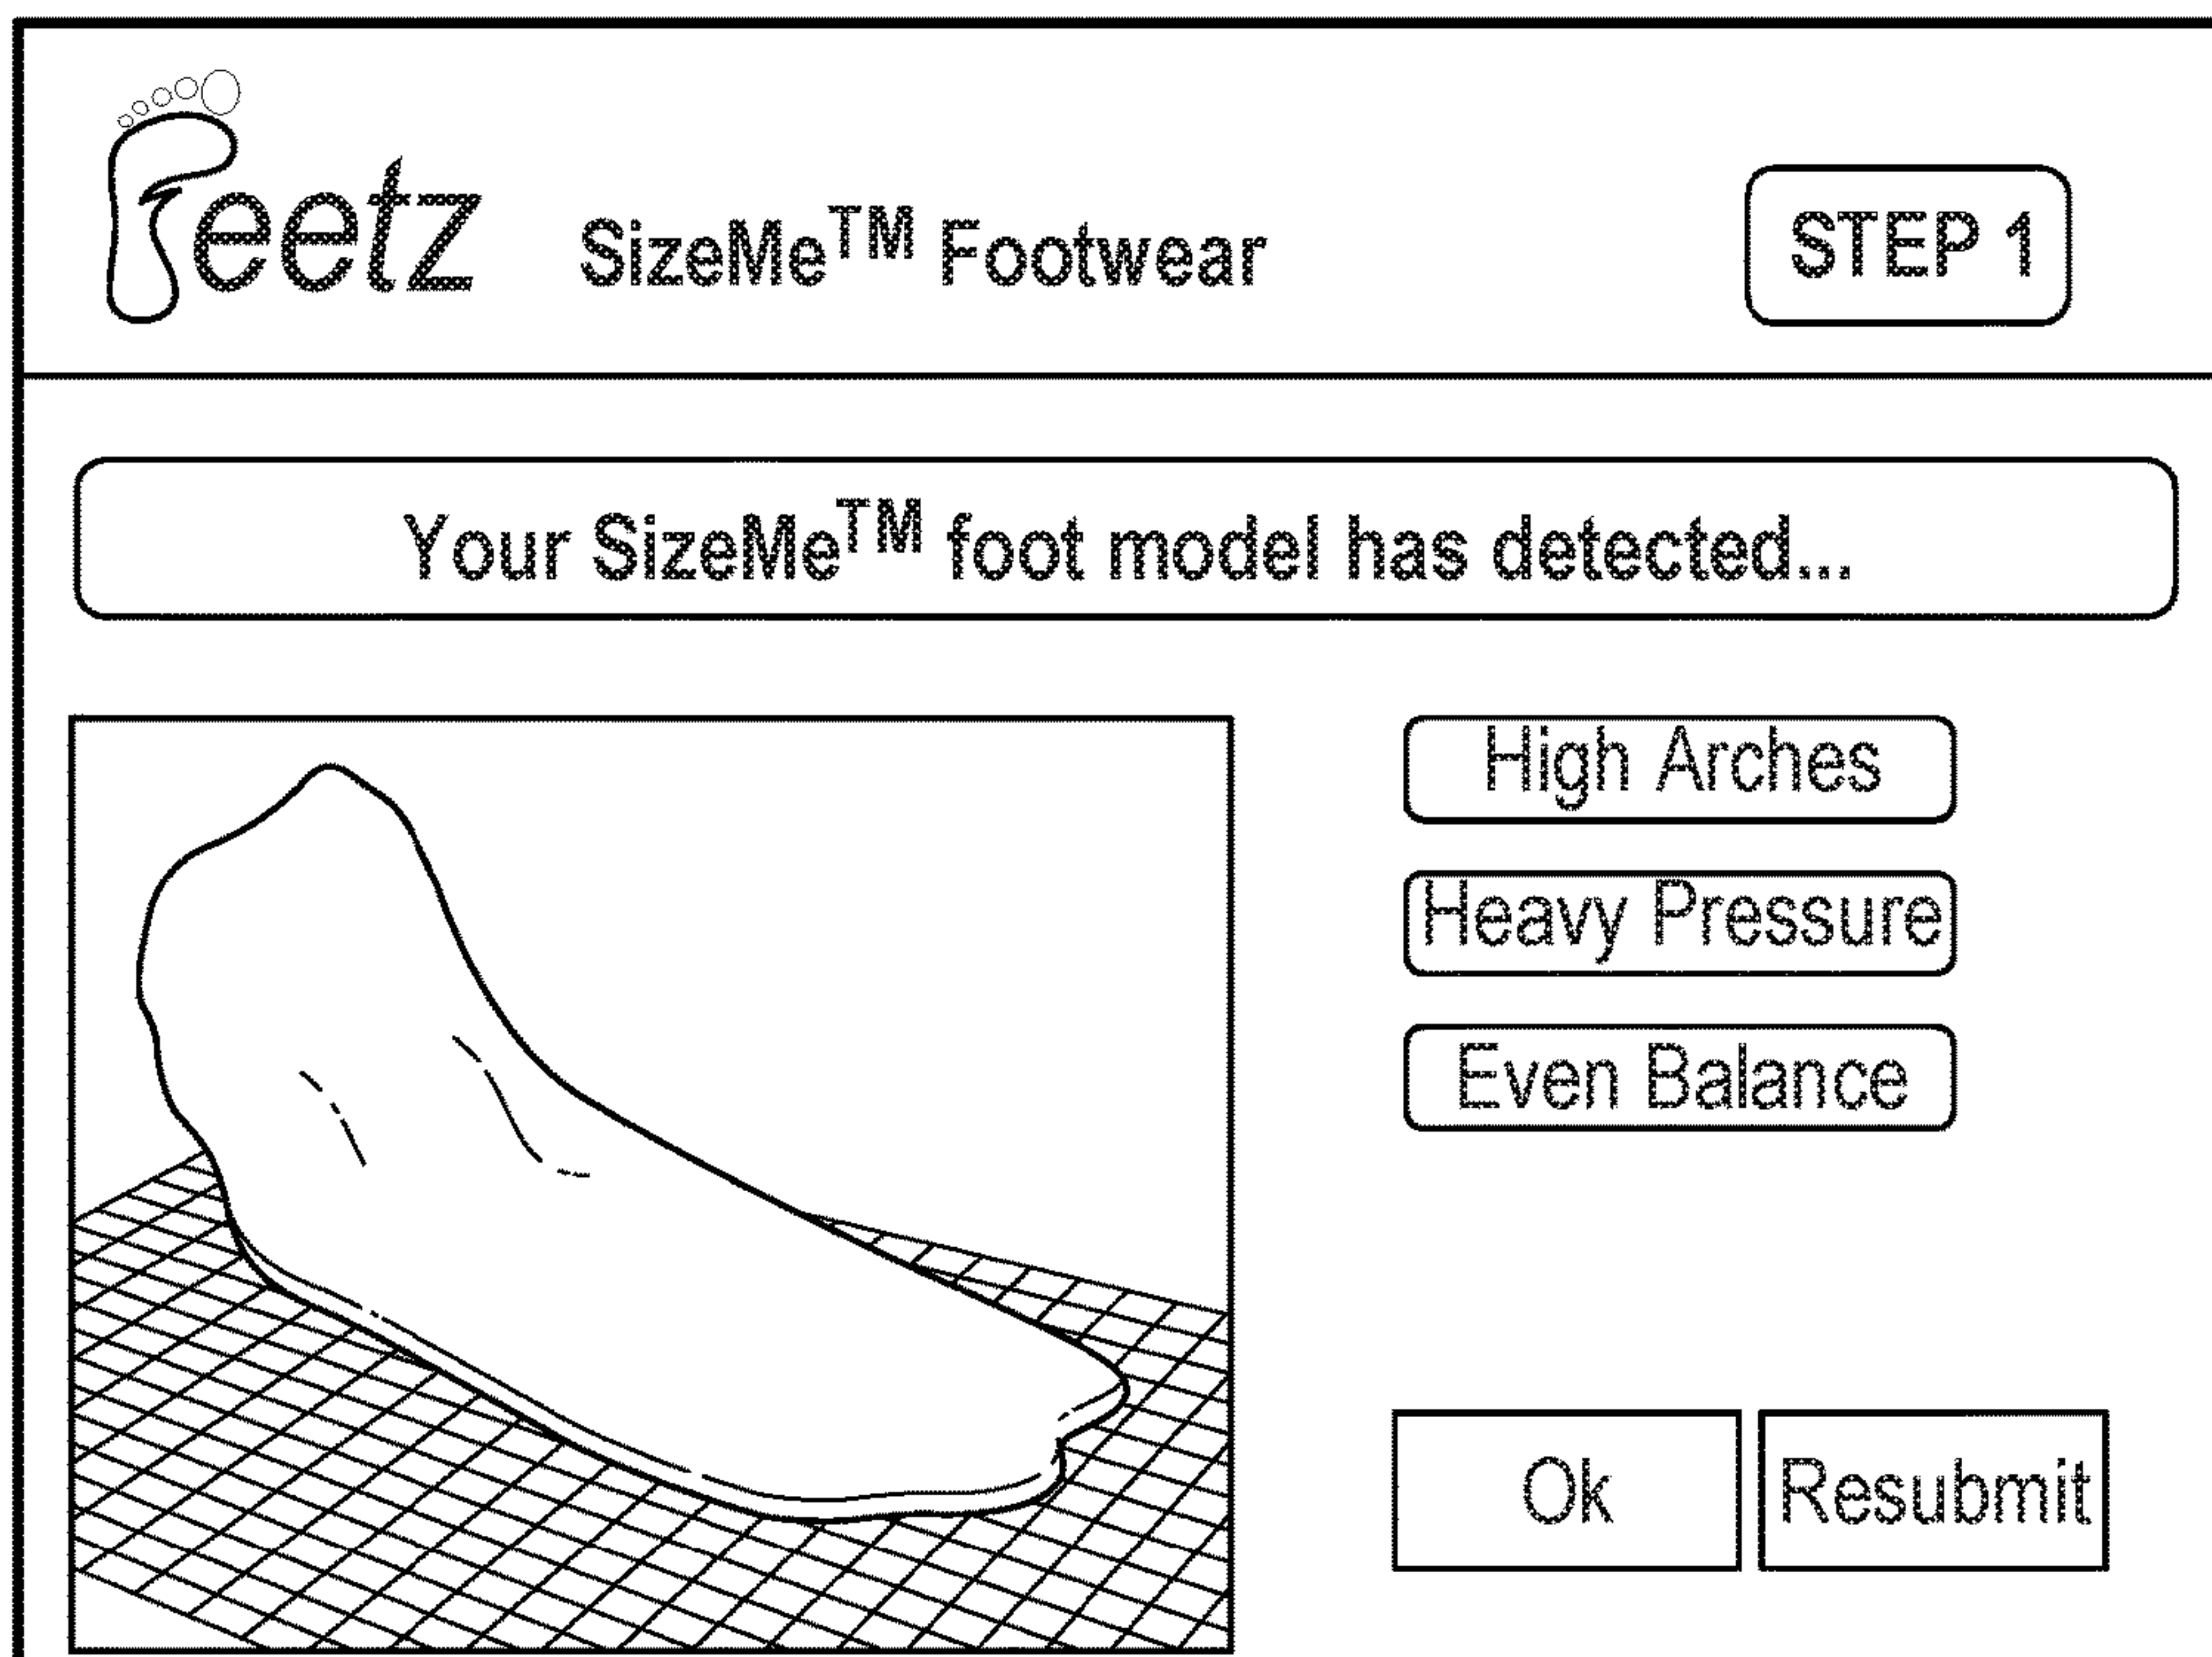 Feetz SizeMe™ Footwear
STEP 1
Your SizeMe™ foot model has detected...
High Arches
Heavy Pressure
Even Balance
Ok
Resubmit